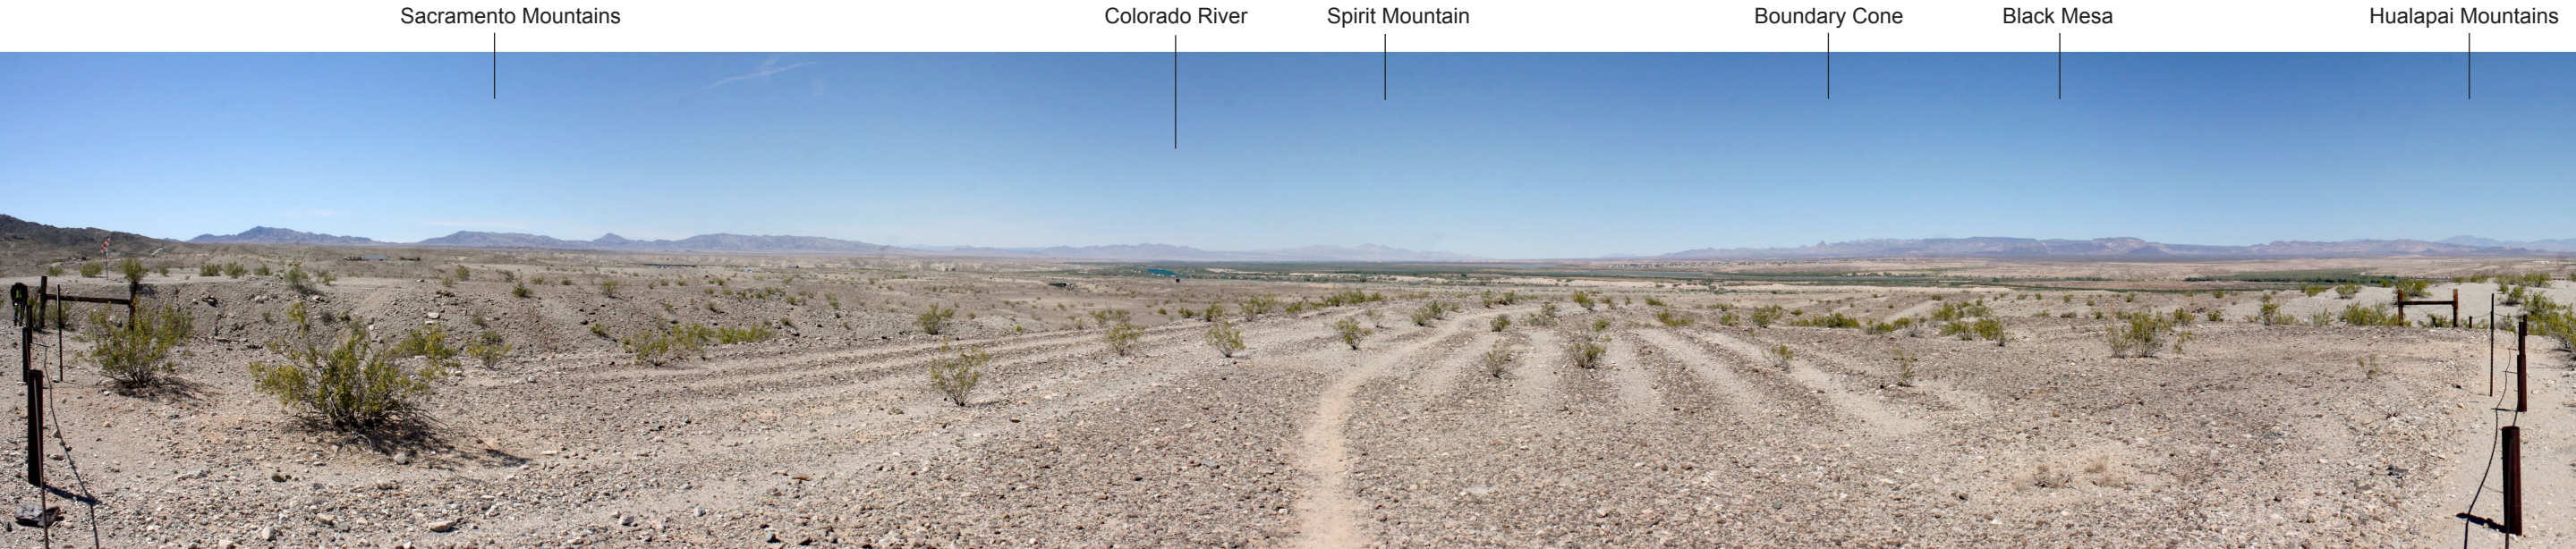 Sacramento Mountains
Colorado River
Spirit Mountain
Boundary Cone
Black Mesa
Hualapai Mountains